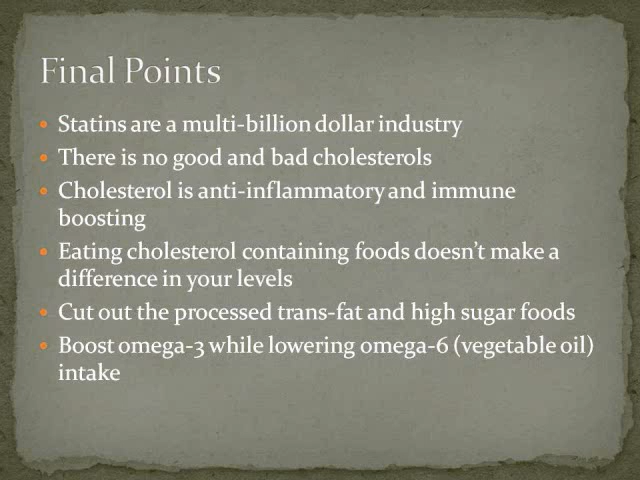 Final Points
• Statins are a multi-billion dollar industry
• There is no good and bad cholesterols
• Cholesterol is anti-inflammatory and immune
boosting
• Eating cholesterol containing foods doesn't make a
difference in your levels
• Cut out the processed trans-fat and high sugar foods
• Boost omega-3 while lowering omega-6 (vegetable oil)
intake